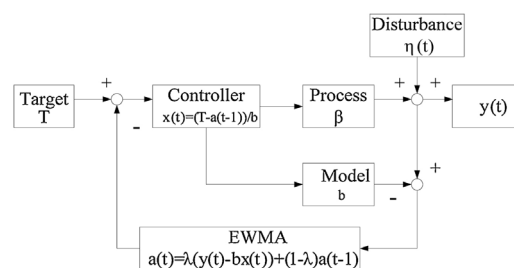 Disturbance
η(t)
+ + +
Target
T
Controller
x(t)=(T-a(t-1))/b
Process
β
y(t)
-
Model
b
+
-
EWMA
a(t)=λ(y(t)-bx(t))+(1-λ)a(t-1)